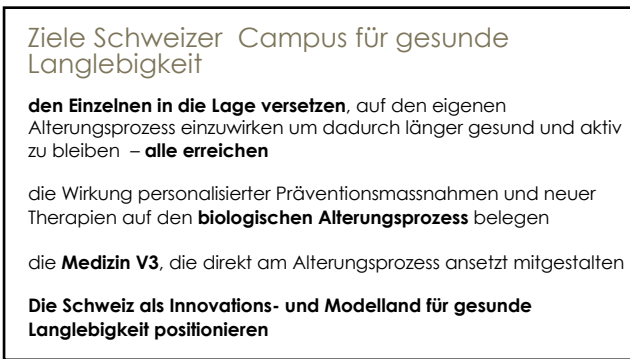 Ziele Schweizer  Campus für gesunde
Langlebigkeit
den Einzelnen in die Lage versetzen, auf den eigenen
Alterungsprozess einzuwirken um dadurch länger gesund und aktiv
zu bleiben  – alle erreichen
die Wirkung personalisierter Präventionsmassnahmen und neuer
Therapien auf den biologischen Alterungsprozess belegen
die Medizin V3, die direkt am Alterungsprozess ansetzt mitgestalten
Die Schweiz als Innovations- und Modelland für gesunde
Langlebigkeit positionieren